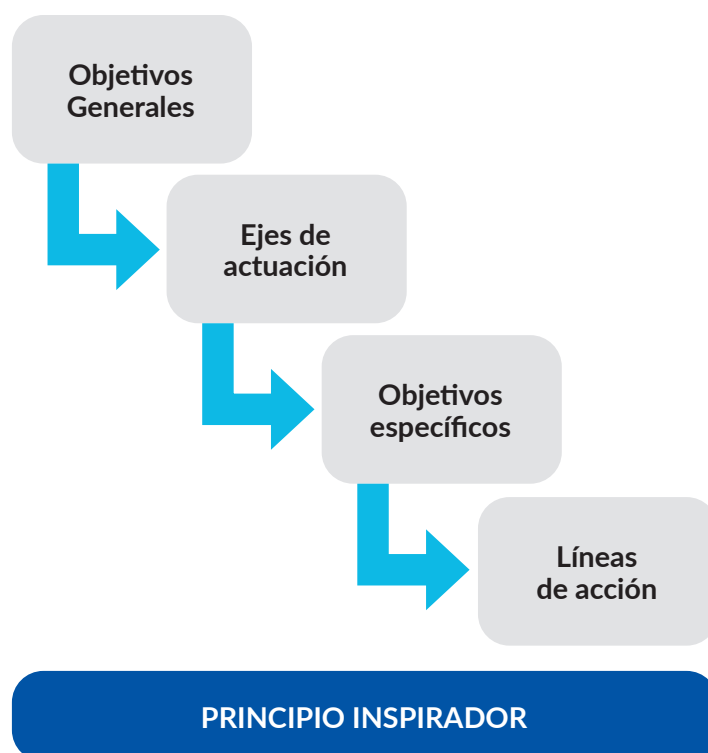 Objetivos
Generales
Ejes de
actuación
Objetivos
específicos
Líneas
de acción
PRINCIPIO INSPIRADOR